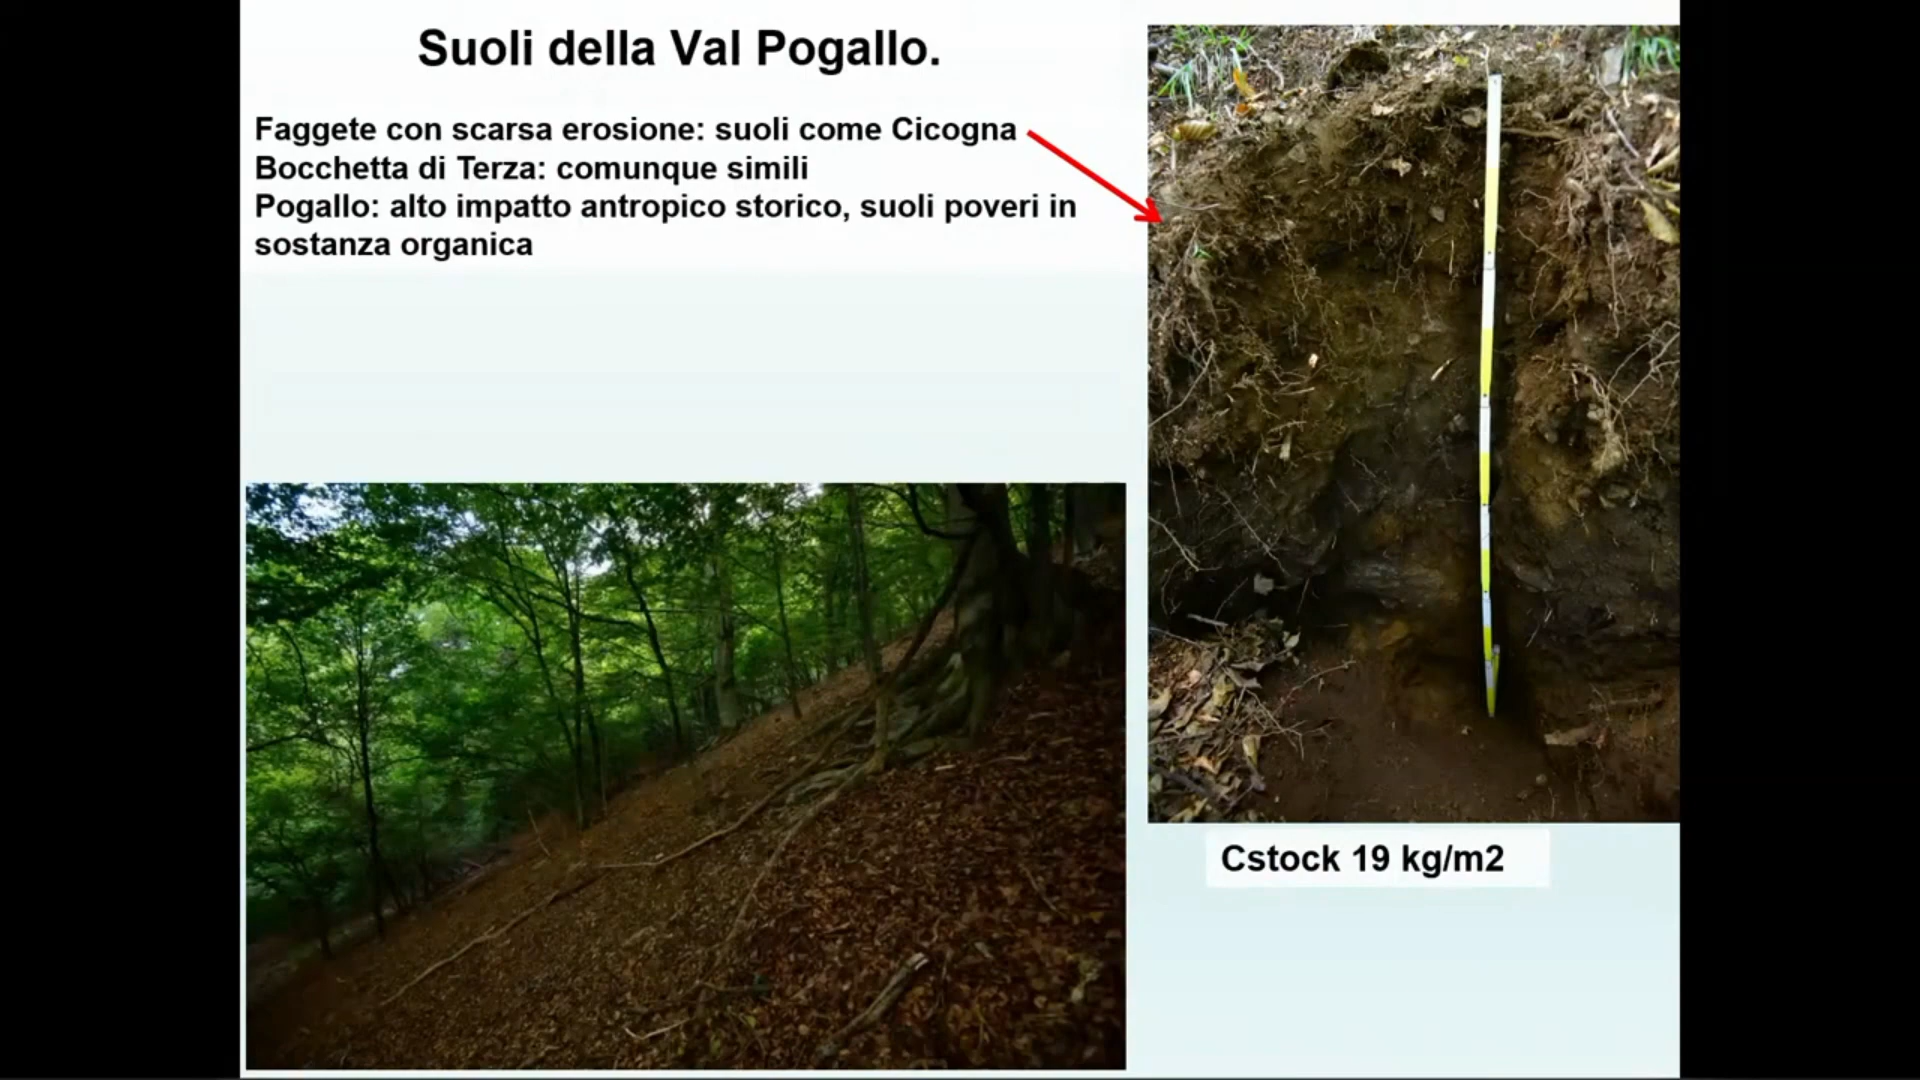 Suoli della Val Pogallo.
Faggete con scarsa erosione: suoli come Cicogna
Bocchetta di Terza: comunque simili
Pogallo: alto impatto antropico storico, suoli poveri in
sostanza organica
Cstock 19 kg/m2